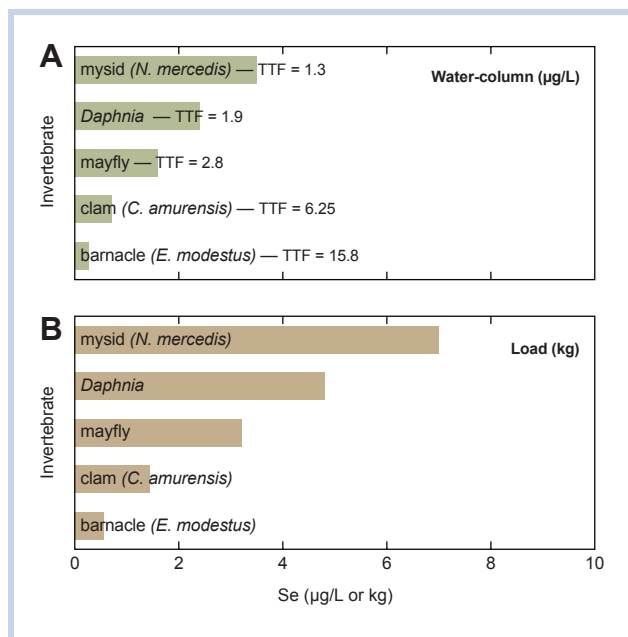 A
Water-column (µg/L)
Invertebrate
mysid (N. mercedis) — TTF = 1.3
Daphnia — TTF = 1.9
mayfly — TTF = 2.8
clam (C. amurensis) — TTF = 6.25
barnacle (E. modestus) — TTF = 15.8
B
Load (kg)
Invertebrate
mysid (N. mercedis)
Daphnia
mayfly
clam (C. amurensis)
barnacle (E. modestus)
0 2 4 6 8 10
Se (µg/L or kg)